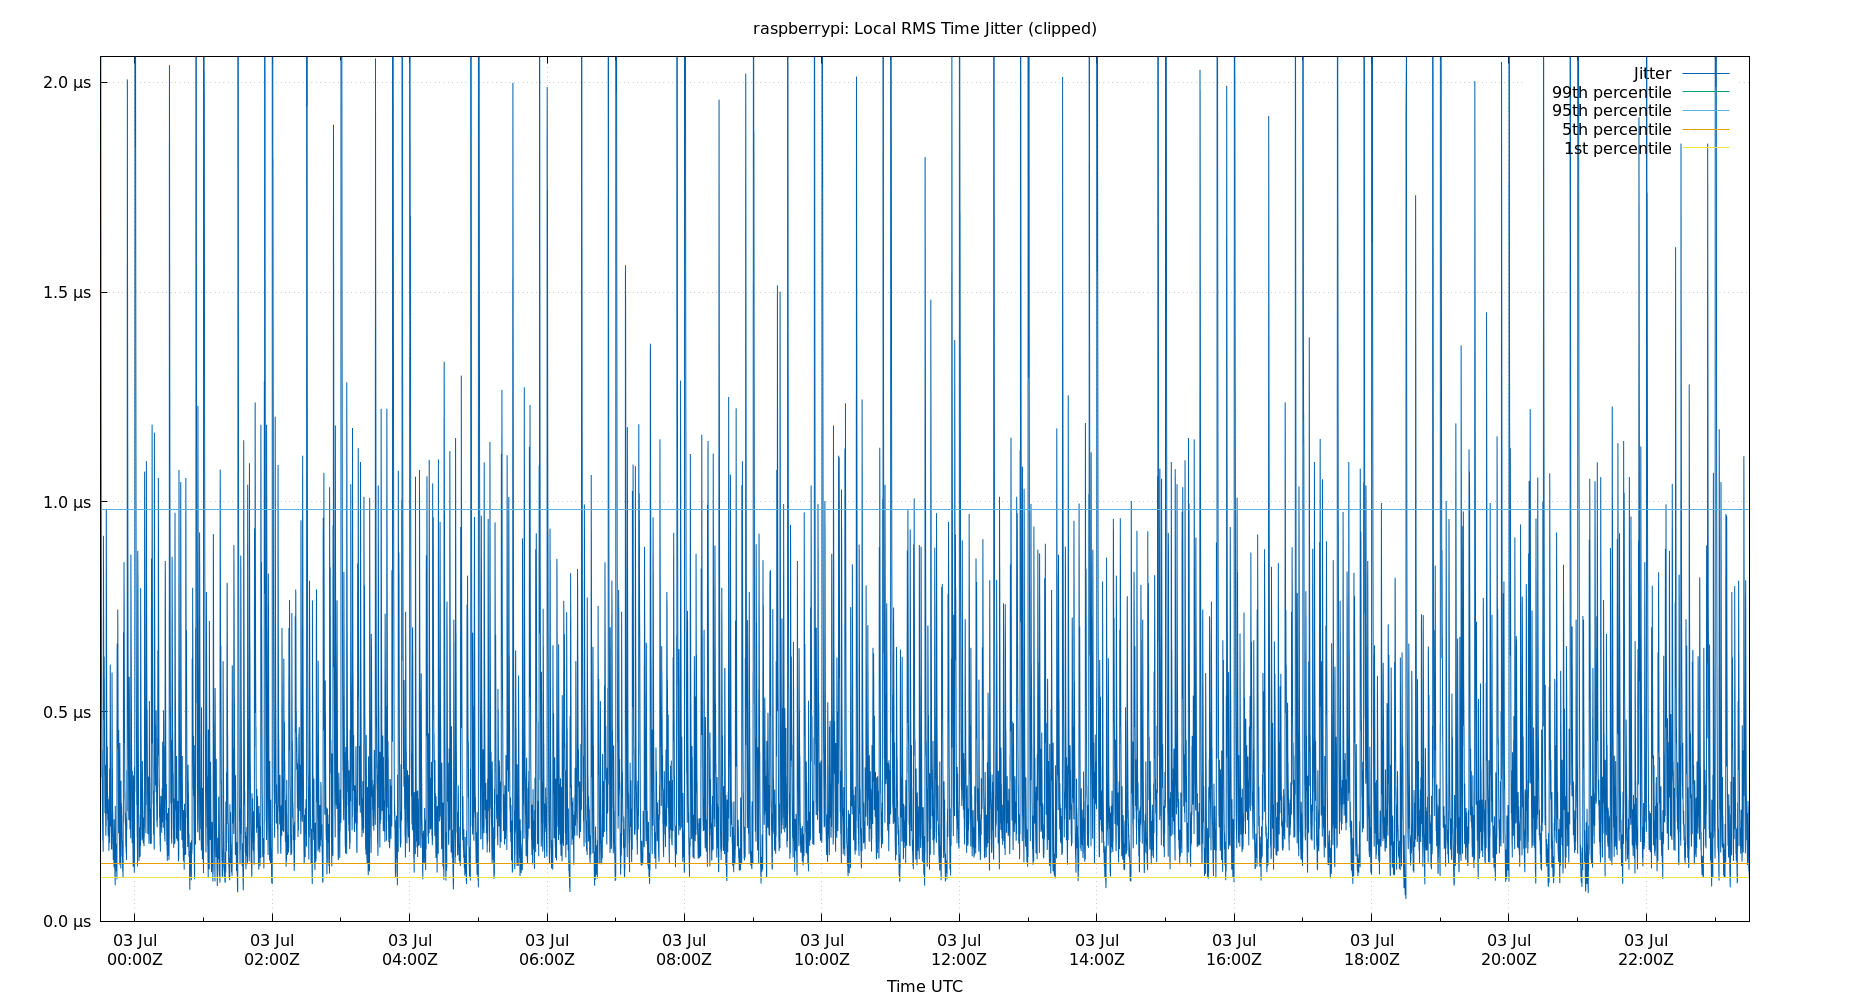 raspberrypi: Local RMS Time Jitter (clipped)
2.0 μs
1.5 μs
1.0 μs
0.5 μs
0.0 μs
Jitter
99th percentile
95th percentile
5th percentile
1st percentile
03 Jul 03 Jul 03 Jul 03 Jul 03 Jul 03 Jul 03 Jul 03 Jul 03 Jul 03 Jul 03 Jul 03 Jul
00:00Z 02:00Z 04:00Z 06:00Z 08:00Z 10:00Z 12:00Z 14:00Z 16:00Z 18:00Z 20:00Z 22:00Z
Time UTC